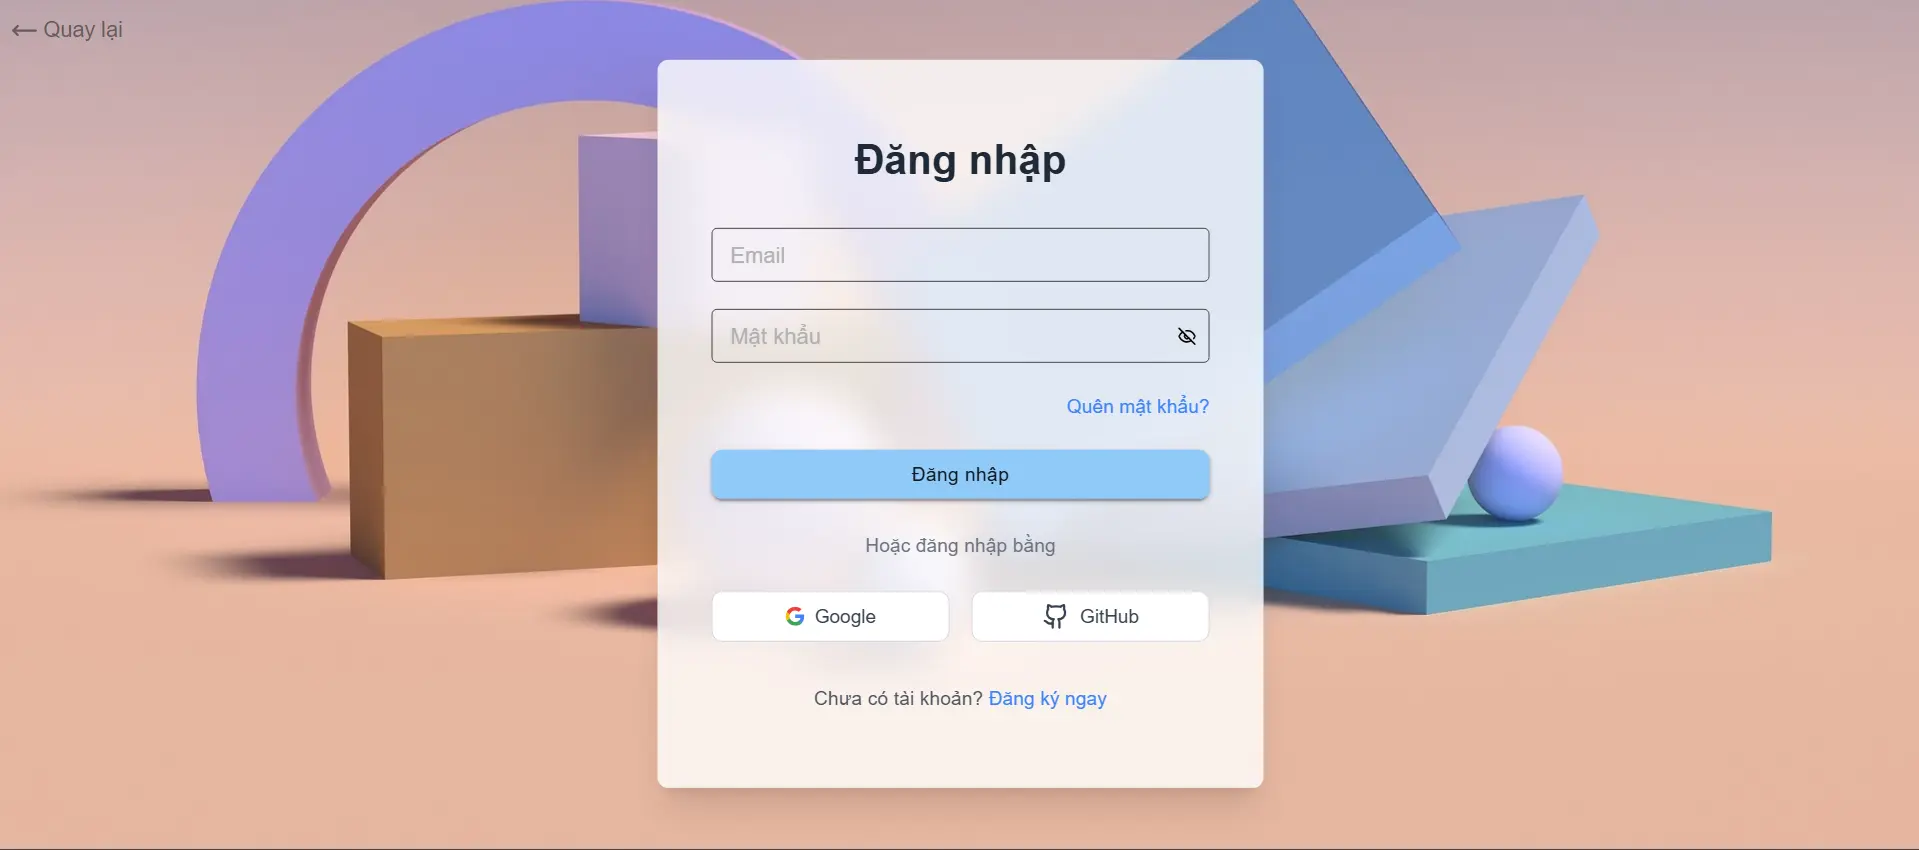 Quay lại
Đăng nhập
Email
Mật khẩu
Quên mật khẩu?
Đăng nhập
Hoặc đăng nhập bằng
Google
GitHub
Chưa có tài khoản? Đăng ký ngay